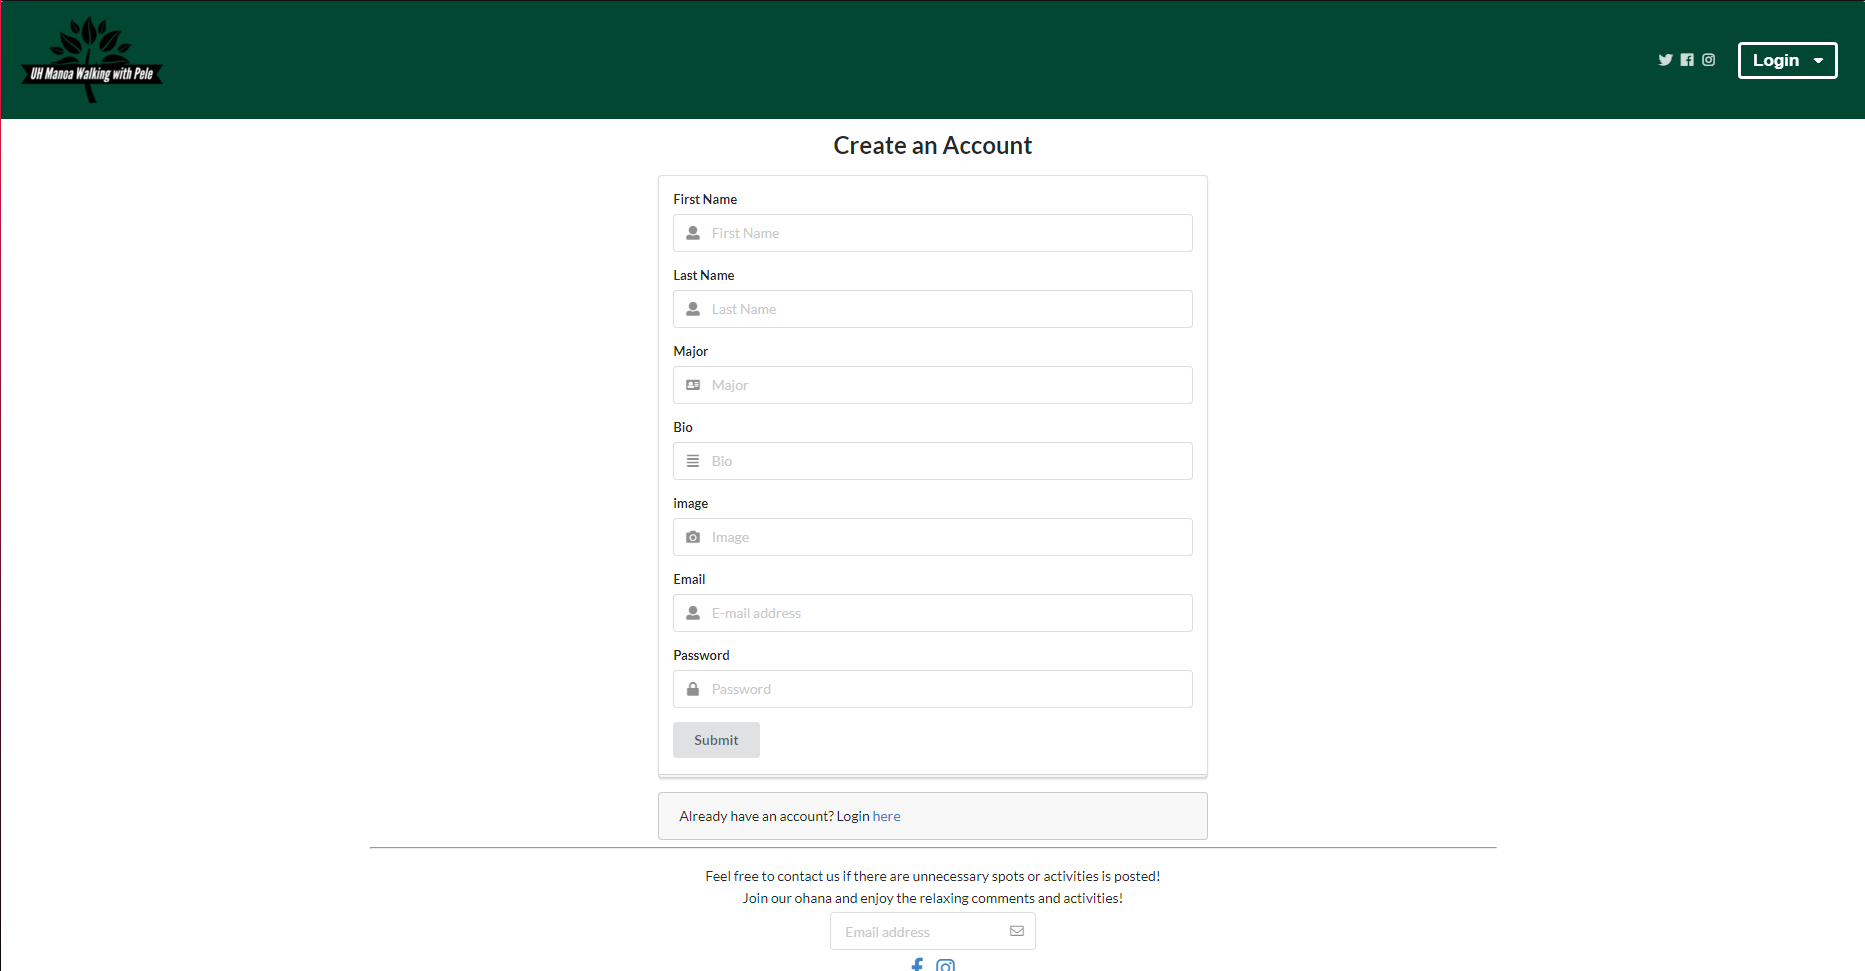 UH Manoa Walking with Pele
Login
Create an Account
First Name
First Name
Last Name
Last Name
Major
Major
Bio
Bio
image
Image
Email
E-mail address
Password
Password
Submit
Already have an account? Login here
Feel free to contact us if there are unnecessary spots or activities is posted!
Join our ohana and enjoy the relaxing comments and activities!
Email address